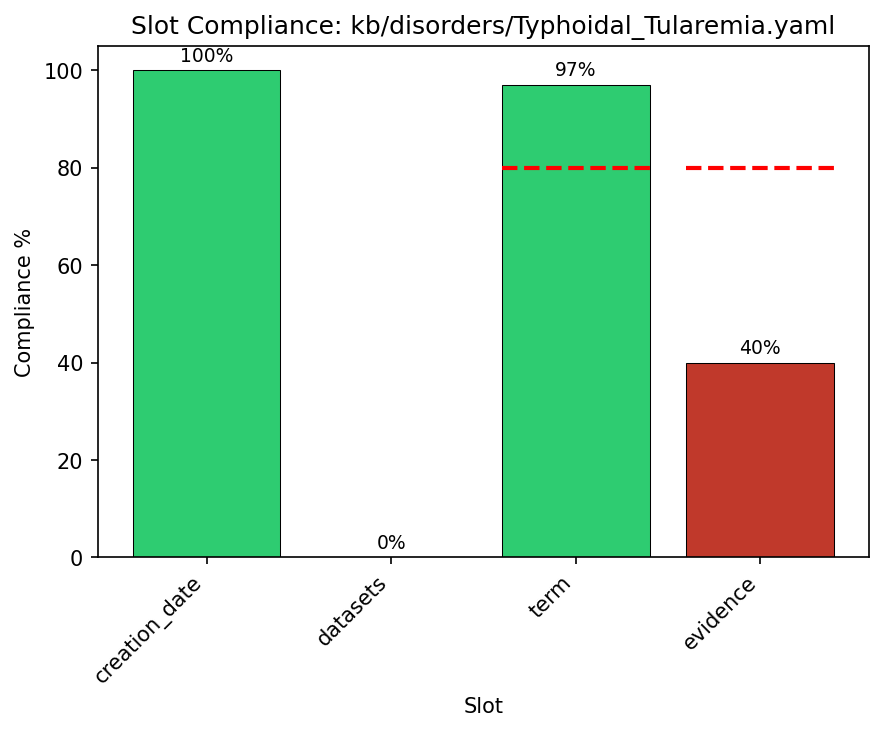 Slot Compliance: kb/disorders/Typhoidal_Tularemia.yaml
100%
97%
40%
0%
Compliance %
100
80
60
40
20
0
creation_date
datasets
term
evidence
Slot